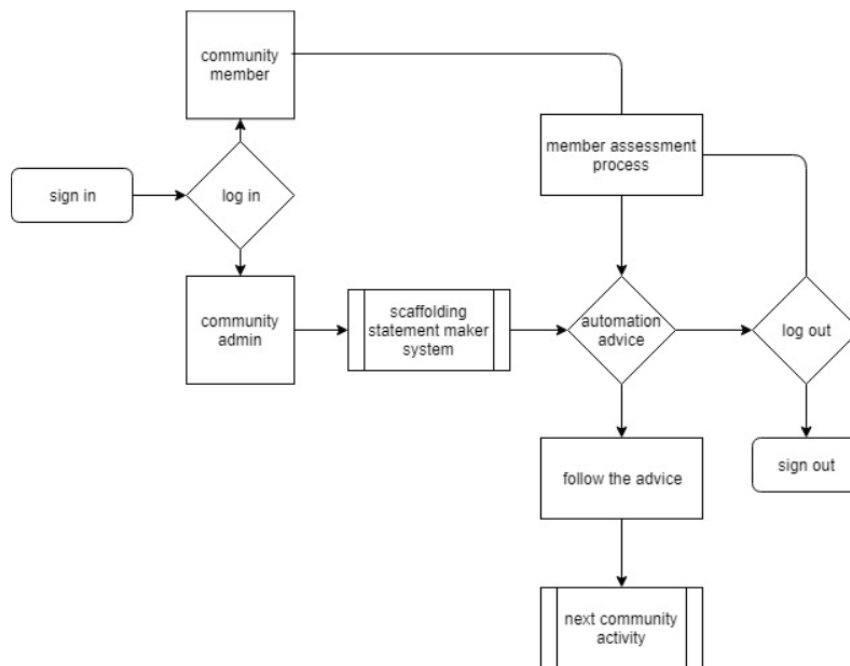 community
member
member assessment
process
sign in
log in
community
admin
scaffolding
statement maker
system
automation
advice
log out
follow the advice
sign out
next community
activity